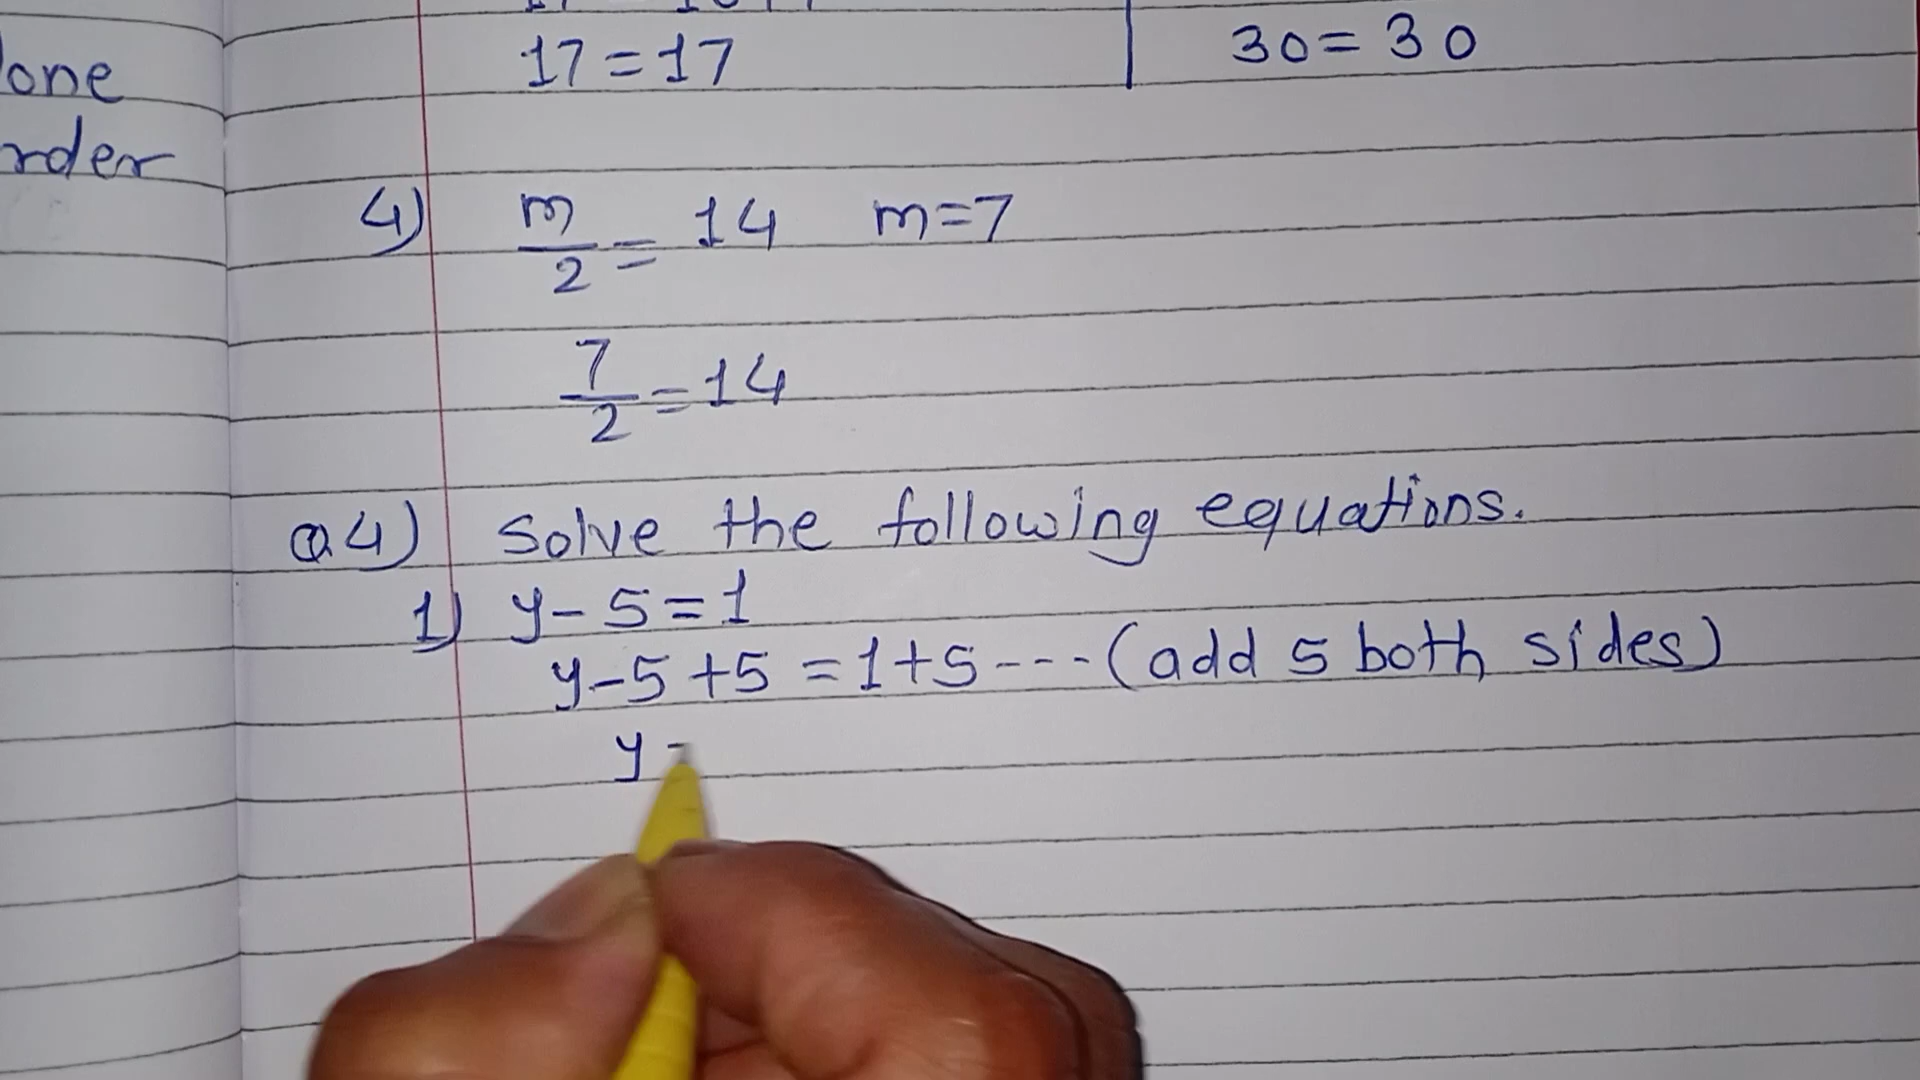 one
rder
17=17
30=30
4) m/2 = 14 m=7
7/2 = 14
Q4) Solve the following equations.
1) y-5=1
y-5+5=1+5---(add 5 both sides)
y